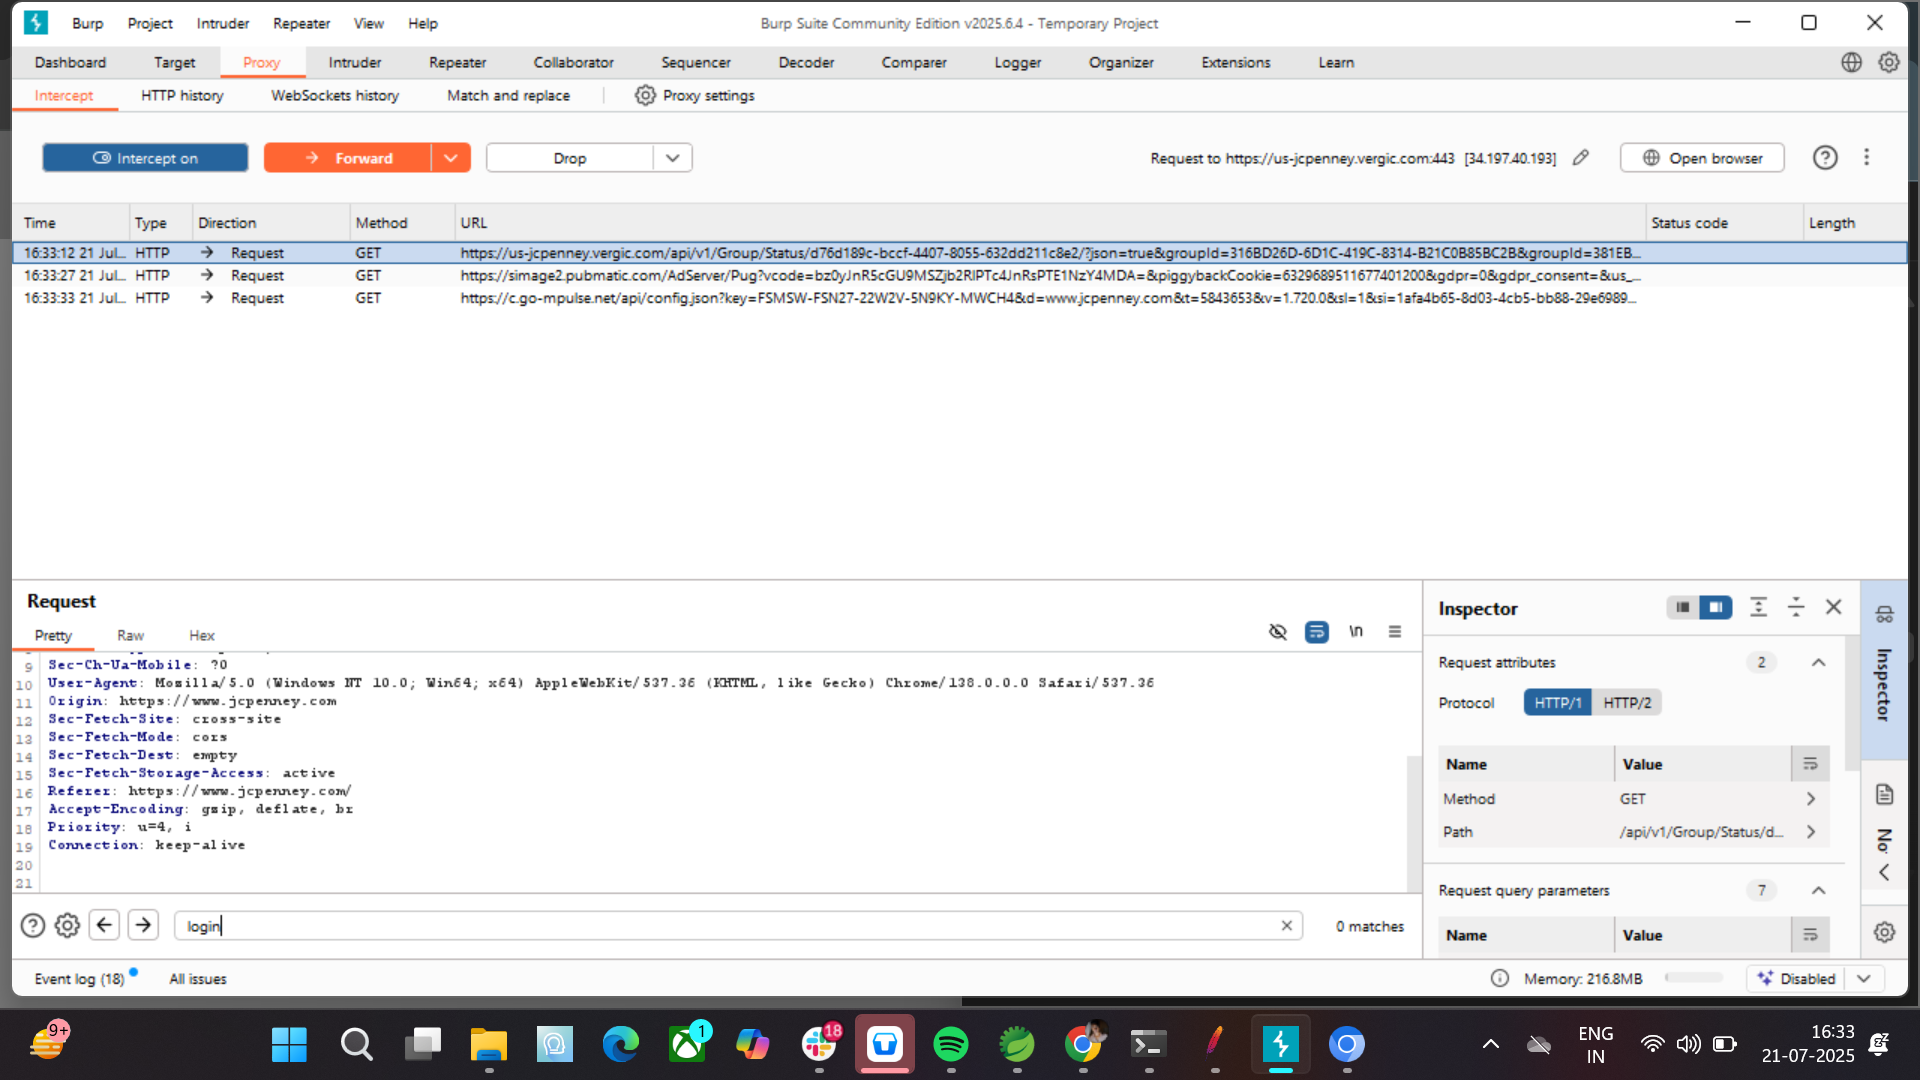 Burp Project Intruder Repeater View Help Burp Suite Community Edition v2025.6.4 - Temporary Project
Dashboard Target Proxy Intruder Repeater Collaborator Sequencer Decoder Comparer Logger Organizer Extensions Learn
Intercept HTTP history WebSockets history Match and replace Proxy settings
Intercept on Forward Drop Request to https://us-jcpenney.vergic.com:443 [34.197.40.193] Open browser
Time Type Direction Method URL Status code Length
16:33:12 21 Jul... HTTP Request GET https://us-jcpenney.vergic.com/api/v1/Group/Status/d76d189c-bccf-4407-8055-632dd211c8e2/?json=true&groupId=316BD26D-6D1C-419C-8314-B21C0B85BC2B&groupId=381EB...
16:33:27 21 Jul... HTTP Request GET https://simage2.pubmatic.com/AdServer/Pug?vcode=bz0yJnR5cGU9MSZjb2RlPTc4JnRsPTE1NzY4MDA=&piggybackCookie=6329689511677401200&gdpr=0&gdpr_consent=&us_...
16:33:33 21 Jul... HTTP Request GET https://c.go-mpulse.net/api/config.json?key=FSMSW-FSN27-22W2V-5N9KY-MWCH4&d=www.jcpenney.com&t=5843653&v=1.720.0&sl=1&si=1afa4b65-8d03-4cb5-bb88-29e6989...
Request
Pretty Raw Hex
\n
9 Sec-Ch-Ua-Mobile: ?0
10 User-Agent: Mozilla/5.0 (Windows NT 10.0; Win64; x64) AppleWebKit/537.36 (KHTML, like Gecko) Chrome/138.0.0.0 Safari/537.36
11 Origin: https://www.jcpenney.com
12 Sec-Fetch-Site: cross-site
13 Sec-Fetch-Mode: cors
14 Sec-Fetch-Dest: empty
15 Sec-Fetch-Storage-Access: active
16 Referer: https://www.jcpenney.com/
17 Accept-Encoding: gzip, deflate, br
18 Priority: u=4, i
19 Connection: keep-alive
20
21
login 0 matches
Inspector
Request attributes 2
Protocol HTTP/1 HTTP/2
Name Value
Method GET
Path /api/v1/Group/Status/d...
Request query parameters 7
Name Value
Inspector
No
Event log (18) All issues Memory: 216.8MB Disabled
9+ 1 18
ENG
IN
16:33
21-07-2025